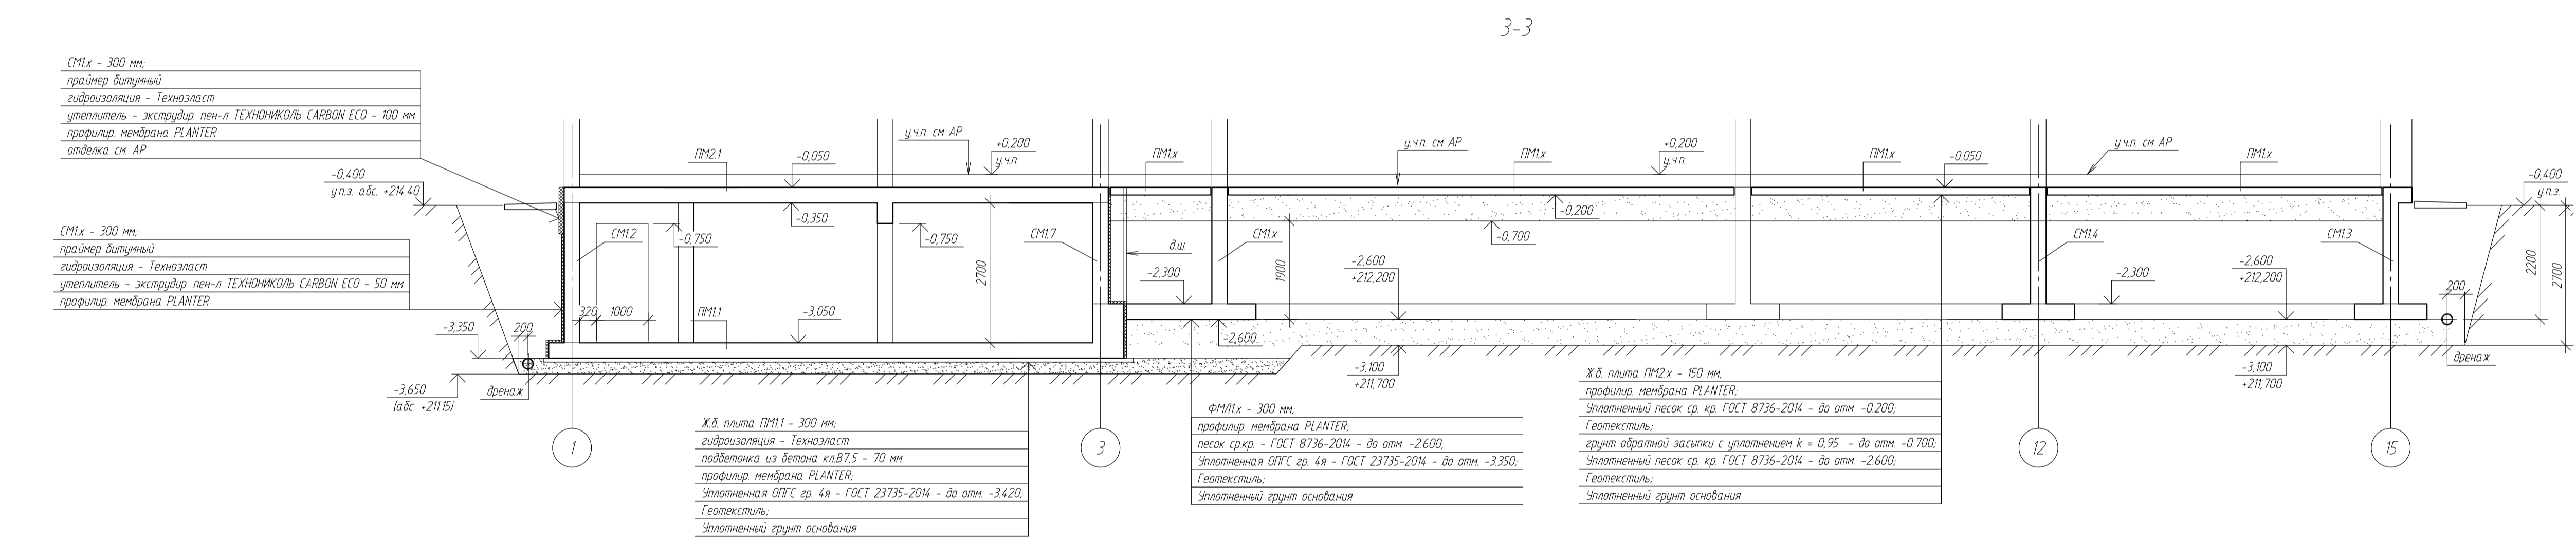 3-3
СМ1.х - 300 мм;
праймер битумный
гидроизоляция - Техноэласт
утеплитель - экструдир. пен-л ТЕХНОНИКОЛЬ CARBON ECO - 100 мм
профилир. мембрана PLANTER
отделка см. АР
-0,400
у.п.з. абс. +214.40
СМ1.х - 300 мм;
праймер битумный
гидроизоляция - Техноэласт
утеплитель - экструдир. пен-л ТЕХНОНИКОЛЬ CARBON ECO - 50 мм
профилир. мембрана PLANTER
ПМ2.1
-0,050
у.ч.п. см АР
+0,200
у.ч.п.
ПМ1.х
у.ч.п. см АР
ПМ1.х
+0,200
у.ч.п.
ПМ1.х
-0.050
у.ч.п. см АР
ПМ1.х
-0,400
у.п.з.
-0,350
-0,200
СМ1.2
-0,750
-0,750
СМ1.7
д.ш.
СМ1.х
-0,700
СМ1.4
СМ1.3
2700
-2,300
1900
-2,600
+212,200
-2,300
-2,600
+212,200
2200
2700
200
320
1000
ПМ1.1
-3,050
-3,350
200
-2,600
-3,650
(абс. +211.15)
дренаж
-3,100
+211,700
-3,100
+211,700
дренаж
Ж.б. плита ПМ1.1 - 300 мм;
гидроизоляция - Техноэласт
подбетонка из бетона кл.В7,5 - 70 мм
профилир. мембрана PLANTER;
Уплотненная ОПГС гр. 4я - ГОСТ 23735-2014 - до отм. -3.420;
Геотекстиль;
Уплотненный грунт основания
ФМЛ1.х - 300 мм;
профилир. мембрана PLANTER;
песок ср.кр. - ГОСТ 8736-2014 - до отм. -2.600;
Уплотненная ОПГС гр. 4я - ГОСТ 23735-2014 - до отм. -3.350;
Геотекстиль;
Уплотненный грунт основания
Ж.б. плита ПМ2.х - 150 мм;
профилир. мембрана PLANTER;
Уплотненный песок ср. кр. ГОСТ 8736-2014 - до отм. -0.200;
Геотекстиль;
грунт обратной засыпки с уплотнением k = 0,95 - до отм. -0.700;
Уплотненный песок ср. кр. ГОСТ 8736-2014 - до отм. -2.600;
Геотекстиль;
Уплотненный грунт основания
1
3
12
15